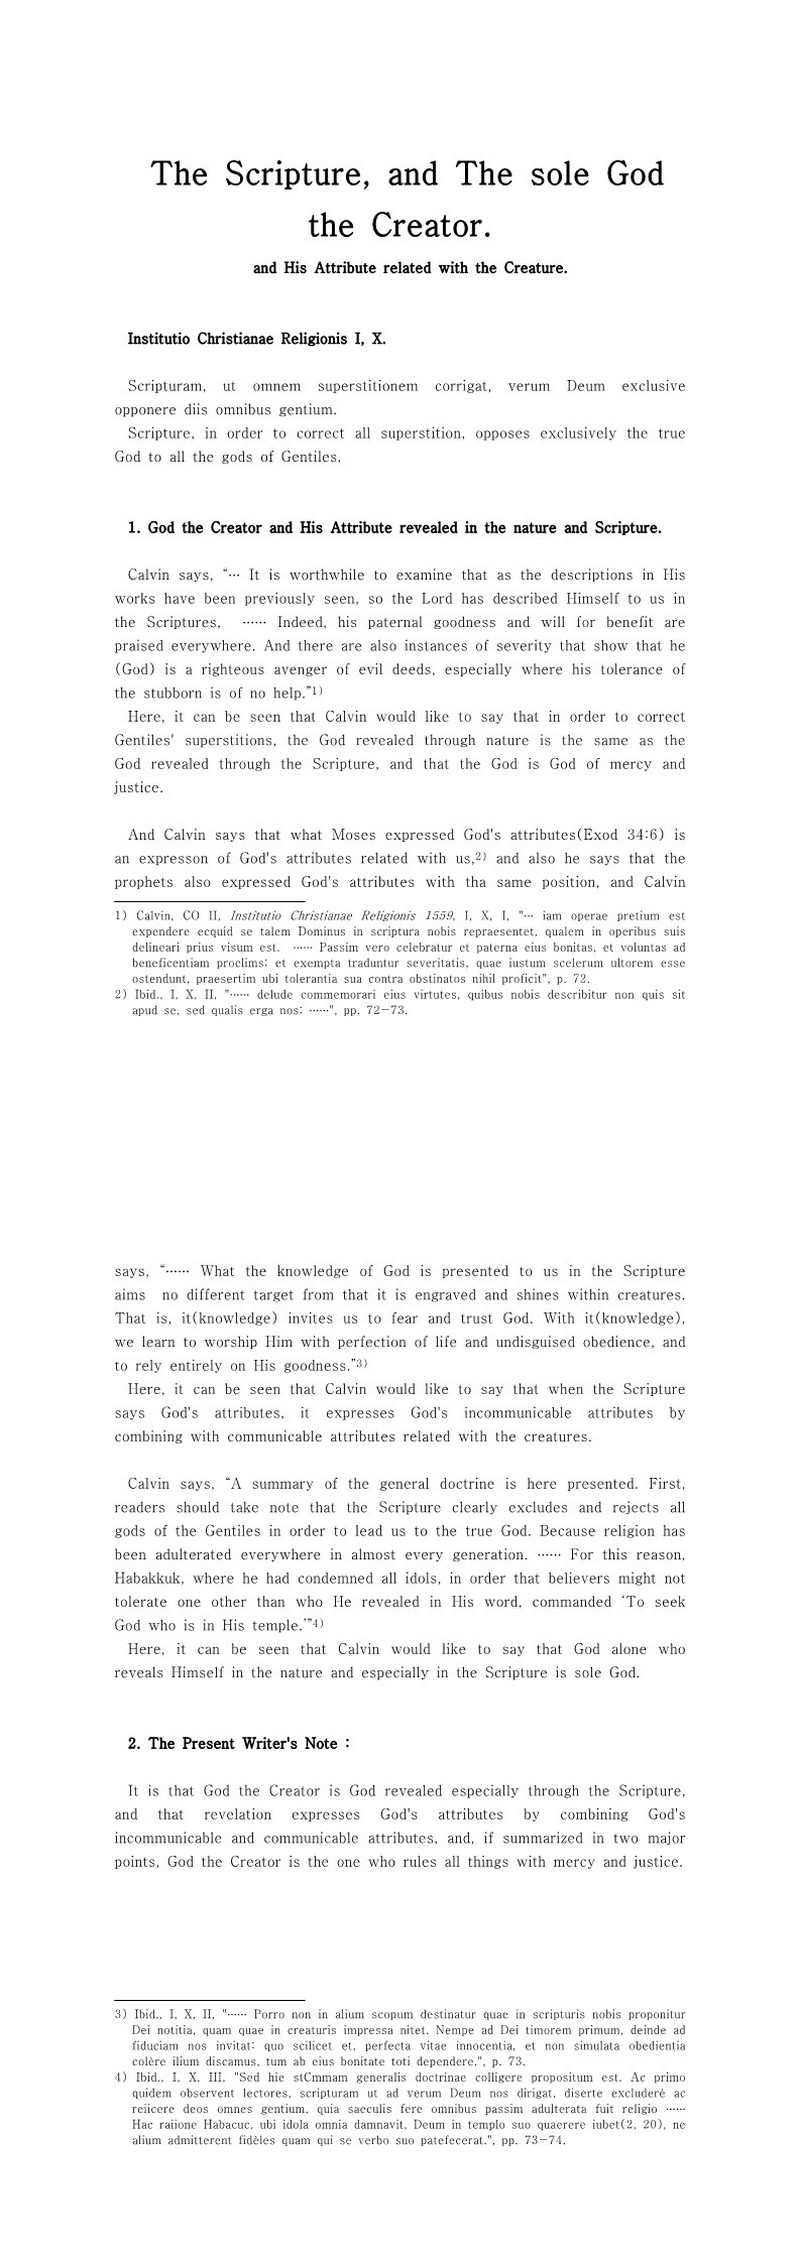 The Scripture, and The sole God
the Creator.
and His Attribute related with the Creature.
Institutio Christianae Religionis I, X.
Scripturam, ut omnem superstitionem corrigat, verum Deum exclusive
opponere diis omnibus gentium.
Scripture, in order to correct all superstition, opposes exclusively the true
God to all the gods of Gentiles.
1. God the Creator and His Attribute revealed in the nature and Scripture.
Calvin says, “… It is worthwhile to examine that as the descriptions in His
works have been previously seen, so the Lord has described Himself to us in
the Scriptures, …… Indeed, his paternal goodness and will for benefit are
praised everywhere. And there are also instances of severity that show that he
(God) is a righteous avenger of evil deeds, especially where his tolerance of
the stubborn is of no help.”1)
Here, it can be seen that Calvin would like to say that in order to correct
Gentiles' superstitions, the God revealed through nature is the same as the
God revealed through the Scripture, and that the God is God of mercy and
justice.
And Calvin says that what Moses expressed God's attributes(Exod 34:6) is
an expresson of God's attributes related with us,2) and also he says that the
prophets also expressed God's attributes with tha same position, and Calvin
1) Calvin, CO II, Institutio Christianae Religionis 1559, I, X, I, "… iam operae pretium est
expendere ecquid se talem Dominus in scriptura nobis repraesentet, qualem in operibus suis
delineari prius visum est. …… Passim vero celebratur et paterna eius bonitas, et voluntas ad
beneficentiam proclims; et exempta traduntur severitatis, quae iustum scelerum ultorem esse
ostendunt, praesertim ubi tolerantia sua contra obstinatos nihil proficit", p. 72.
2) Ibid., I, X, II, "…… delude commemorari eius virtutes, quibus nobis describitur non quis sit
apud se, sed qualis erga nos; ……", pp. 72-73.
says, “…… What the knowledge of God is presented to us in the Scripture
aims no different target from that it is engraved and shines within creatures.
That is, it(knowledge) invites us to fear and trust God. With it(knowledge),
we learn to worship Him with perfection of life and undisguised obedience, and
to rely entirely on His goodness.”3)
Here, it can be seen that Calvin would like to say that when the Scripture
says God's attributes, it expresses God's incommunicable attributes by
combining with communicable attributes related with the creatures.
Calvin says, “A summary of the general doctrine is here presented. First,
readers should take note that the Scripture clearly excludes and rejects all
gods of the Gentiles in order to lead us to the true God. Because religion has
been adulterated everywhere in almost every generation. …… For this reason,
Habakkuk, where he had condemned all idols, in order that believers might not
tolerate one other than who He revealed in His word, commanded ‘To seek
God who is in His temple.’”4)
Here, it can be seen that Calvin would like to say that God alone who
reveals Himself in the nature and especially in the Scripture is sole God.
2. The Present Writer's Note :
It is that God the Creator is God revealed especially through the Scripture,
and that revelation expresses God's attributes by combining God's
incommunicable and communicable attributes, and, if summarized in two major
points, God the Creator is the one who rules all things with mercy and justice.
3) Ibid., I, X, II, "…… Porro non in alium scopum destinatur quae in scripturis nobis proponitur
Dei notitia, quam quae in creaturis impressa nitet. Nempe ad Dei timorem primum, deinde ad
fiduciam nos invitat: quo scilicet et, perfecta vitae innocentia, et non simulata obedientia
colère ilium discamus, tum ab eius bonitate toti dependere.", p. 73.
4) Ibid., I, X, III, "Sed hie stCmmam generalis doctrinae colligere propositum est. Ac primo
quidem observent lectores, scripturam ut ad verum Deum nos dirigat, diserte excluderé ac
reiicere deos omnes gentium, quia saeculis fere omnibus passim adulterata fuit religio ……
Hac raiione Habacuc, ubi idola omnia damnavit, Deum in templo suo quaerere iubet(2, 20), ne
alium admitterent fidèles quam qui se verbo suo patefecerat.", pp. 73-74.